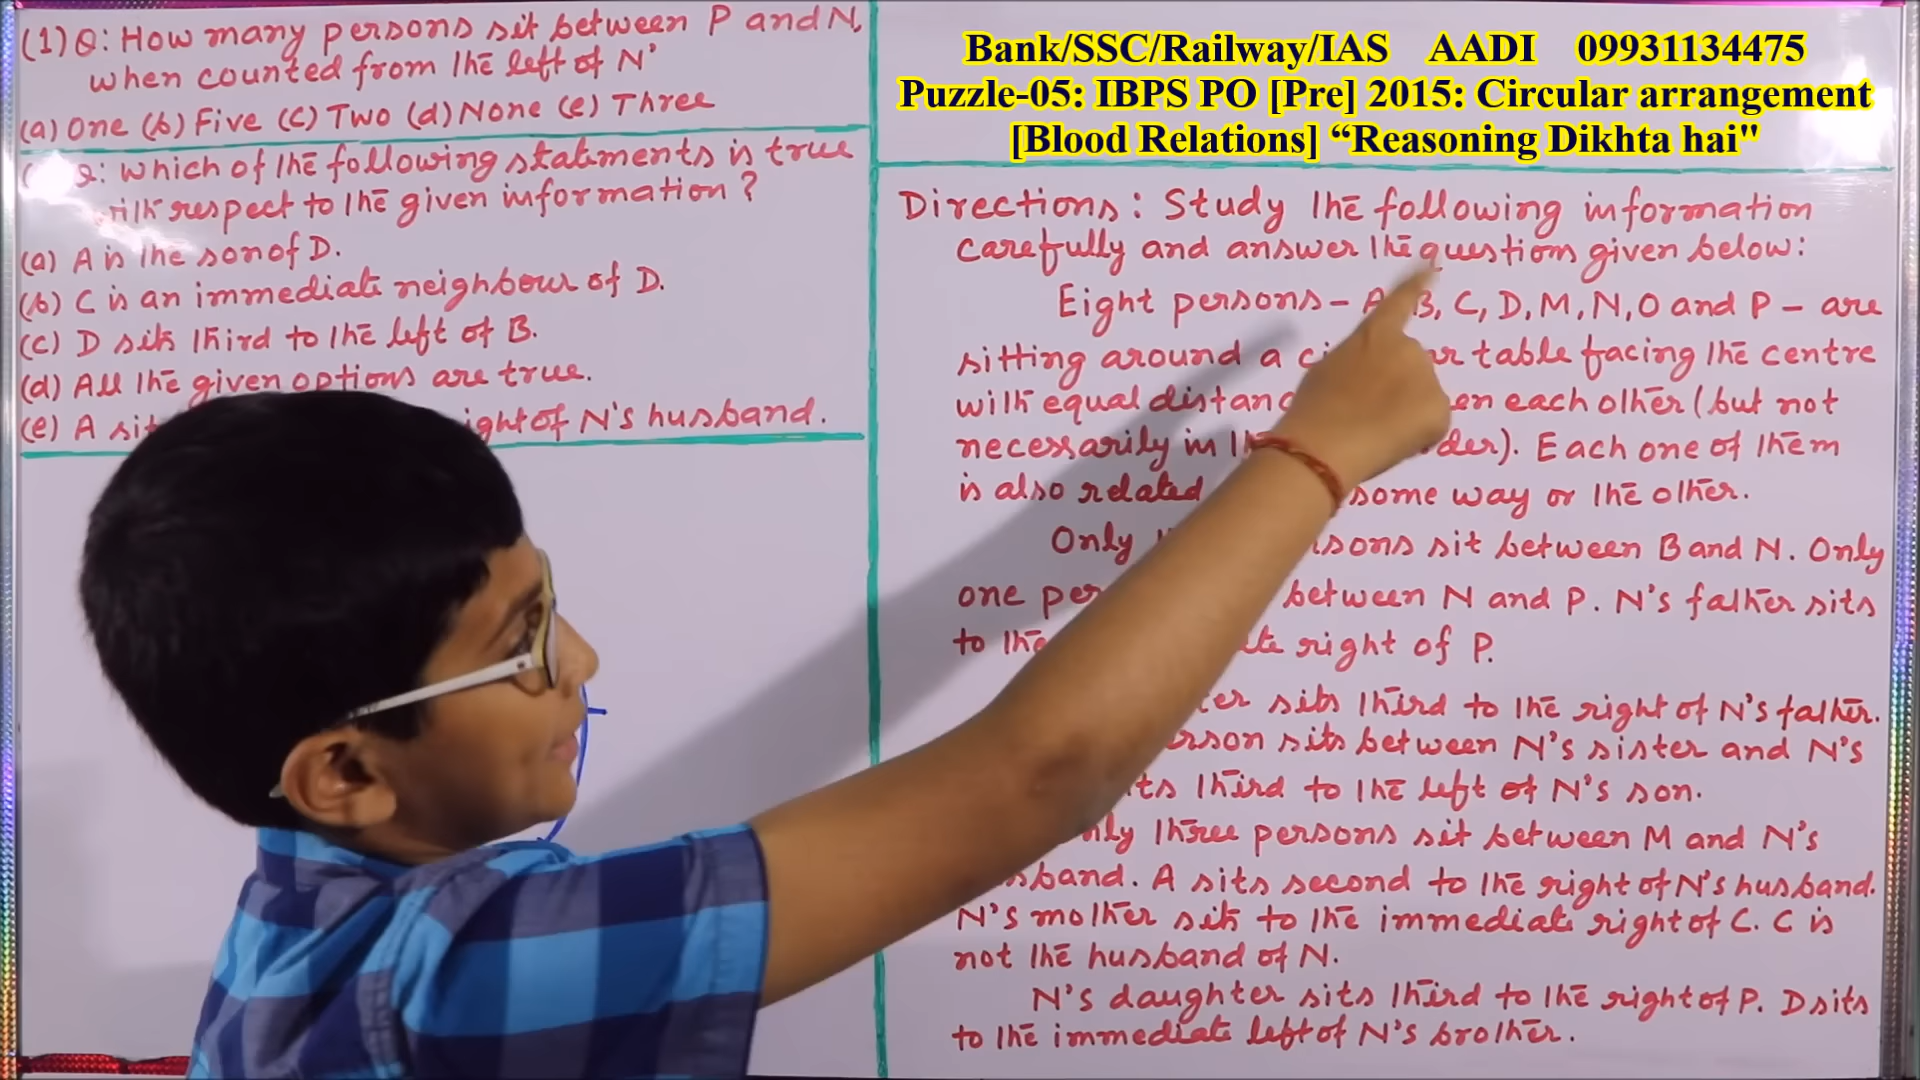 (1) Q: How many persons sit between P and N,
when counted from the left of N'
(a) One (b) Five (c) Two (d) None (e) Three
Q: Which of the following statements is true
respect to the given information?
(a) A is the son of D.
(b) C is an immediate neighbour of D.
(c) D sits third to the left of B.
(d) All the given options are true.
(e) A of N's husband.
Bank/SSC/Railway/IAS AADI 09931134475
Puzzle-05: IBPS PO [Pre] 2015: Circular arrangement
[Blood Relations] “Reasoning Dikhta hai"
Directions: Study the following information
carefully and answer the questions given below:
Eight persons - A, B, C, D, M, N, O and P - are
sitting around a table facing the centre
with equal each other (but not
necessarily in Each one of them
is also related some way or the other.
Only sit between B and N. Only
one between N and P. N's father sits
to the right of P.
sits third to the right of N's father.
sits between N's sister and N's
third to the left of N's son.
three persons sit between M and N's
A sits second to the right of N's husband.
N's mother sits to the immediate right of C. C is
not the husband of N.
N's daughter sits third to the right of P. D sits
to the immediate left of N's brother.